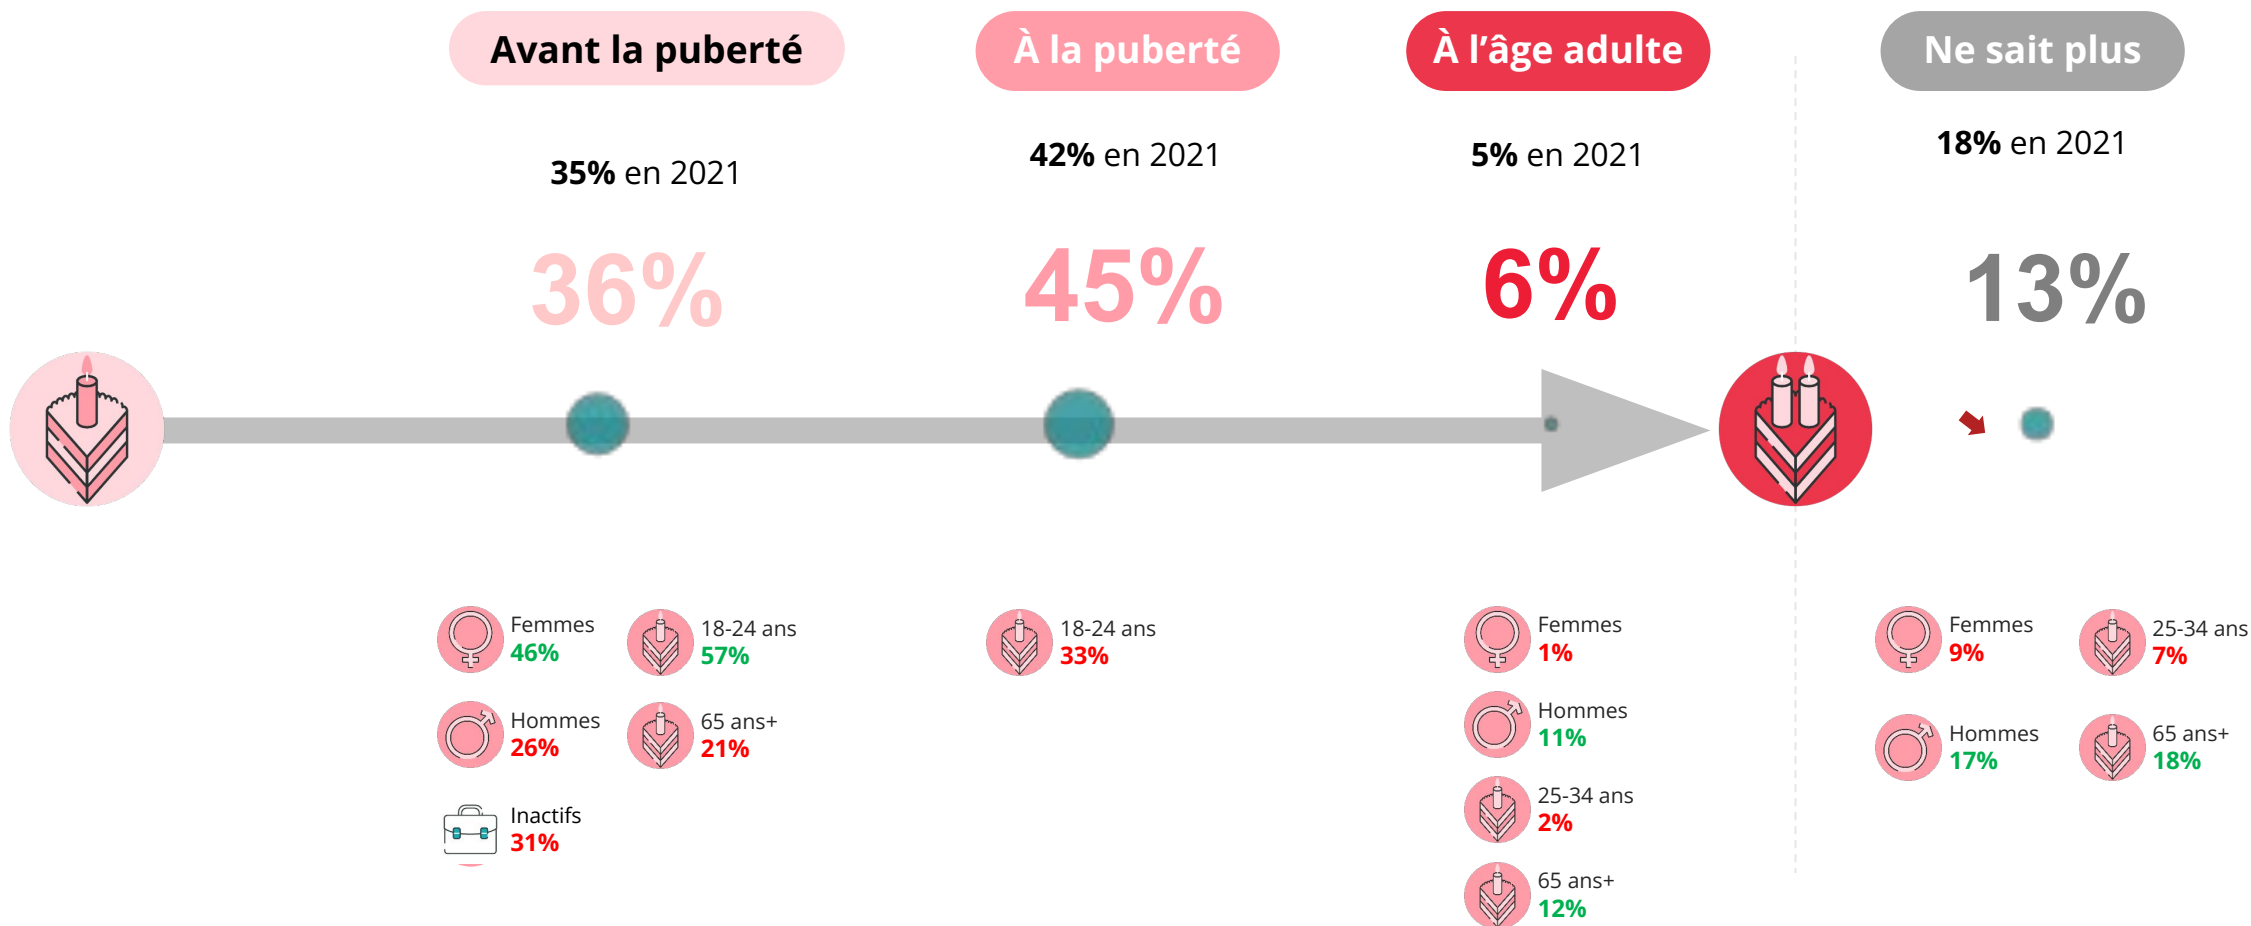 Avant la puberté
À la puberté
À l’âge adulte
Ne sait plus
35% en 2021
42% en 2021
5% en 2021
18% en 2021
36%
45%
6%
13%
Femmes
46%
18-24 ans
57%
Hommes
26%
65 ans+
21%
Inactifs
31%
18-24 ans
33%
Femmes
1%
Hommes
11%
25-34 ans
2%
65 ans+
12%
Femmes
9%
25-34 ans
7%
Hommes
17%
65 ans+
18%